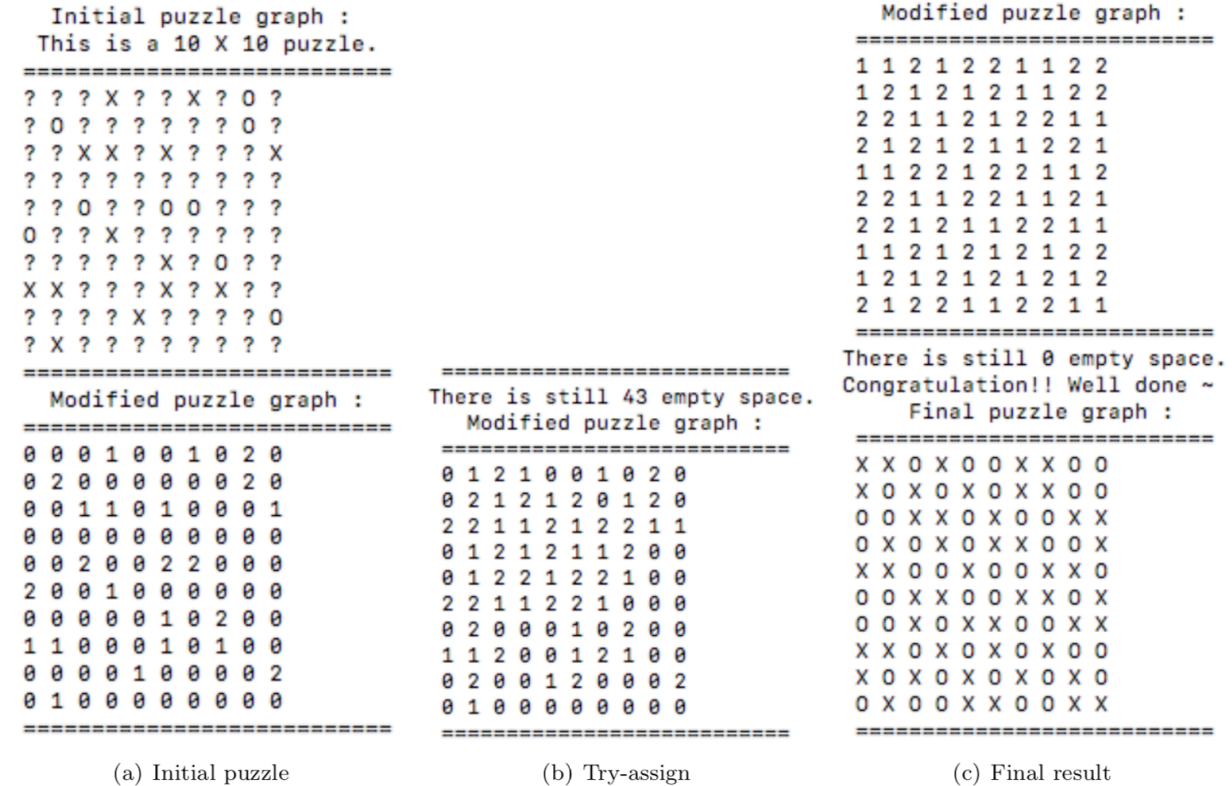 Initial puzzle graph :
This is a 10 X 10 puzzle.
===========================
? ? ? X ? ? X ? O ?
? O ? ? ? ? ? ? O ?
? ? X X ? X ? ? ? X
? ? ? ? ? ? ? ? ? ?
? ? O ? ? O O ? ? ?
O ? ? X ? ? ? ? ? ?
? ? ? ? ? X ? O ? ?
X X ? ? ? X ? X ? ?
? ? ? ? X ? ? ? ? O
? X ? ? ? ? ? ? ? ?
===========================
Modified puzzle graph :
===========================
0 0 0 1 0 0 1 0 2 0
0 2 0 0 0 0 0 0 2 0
0 0 1 1 0 1 0 0 0 1
0 0 0 0 0 0 0 0 0 0
0 0 2 0 0 2 2 0 0 0
2 0 0 1 0 0 0 0 0 0
0 0 0 0 0 1 0 2 0 0
1 1 0 0 0 1 0 1 0 0
0 0 0 0 1 0 0 0 0 2
0 1 0 0 0 0 0 0 0 0
===========================
(a) Initial puzzle
===========================
There is still 43 empty space.
Modified puzzle graph :
===========================
0 1 2 1 0 0 1 0 2 0
0 2 1 2 1 2 0 1 2 0
2 2 1 1 2 1 2 2 1 1
0 1 2 1 2 1 1 2 0 0
0 1 2 2 1 2 2 1 0 0
2 2 1 1 2 2 1 0 0 0
0 2 0 0 0 1 0 2 0 0
1 1 2 0 0 1 2 1 0 0
0 2 0 0 1 2 0 0 0 2
0 1 0 0 0 0 0 0 0 0
===========================
(b) Try-assign
Modified puzzle graph :
===========================
1 1 2 1 2 2 1 1 2 2
1 2 1 2 1 2 1 1 2 2
2 2 1 1 2 1 2 2 1 1
2 1 2 1 2 1 1 2 2 1
1 1 2 2 1 2 2 1 1 2
2 2 1 1 2 2 1 1 2 1
2 2 1 2 1 1 2 2 1 1
1 1 2 1 2 1 2 1 2 2
1 2 1 2 1 2 1 2 1 2
2 1 2 2 1 1 2 2 1 1
===========================
There is still 0 empty space.
Congratulation!! Well done ~
Final puzzle graph :
===========================
X X O X O O X X O O
X O X O X O X X O O
O O X X O X O O X X
O X O X O X X O O X
X X O O X O O X X O
O O X X O O X X O X
O O X O X X O O X X
X X O X O X O X O O
X O X O X O X O X O
O X O O X X O O X X
===========================
(c) Final result